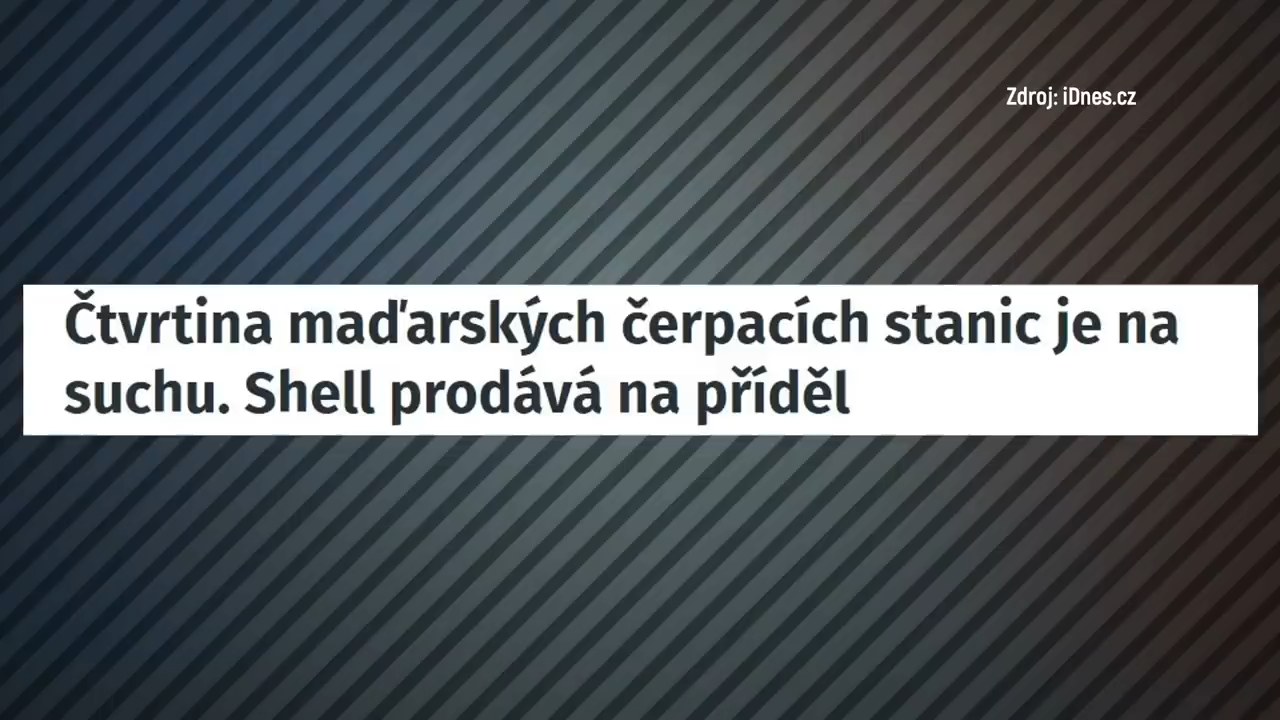 Zdroj: iDnes.cz
Čtvrtina maďarských čerpacích stanic je na
suchu. Shell prodává na příděl